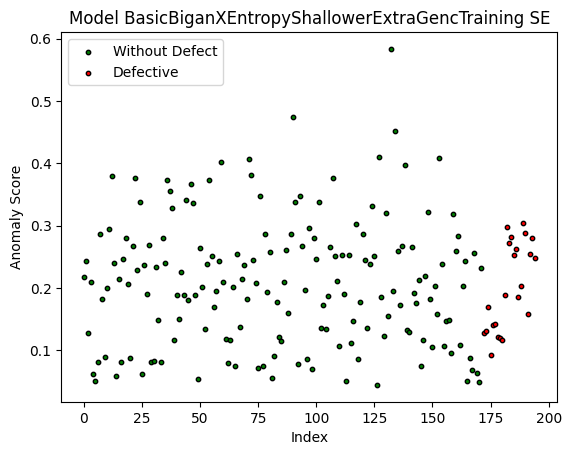 Model BasicBiganXEntropyShallowerExtraGencTraining SE
Without Defect
Defective
0.6
0.5
0.4
0.3
0.2
0.1
Anomaly Score
0 25 50 75 100 125 150 175 200
Index